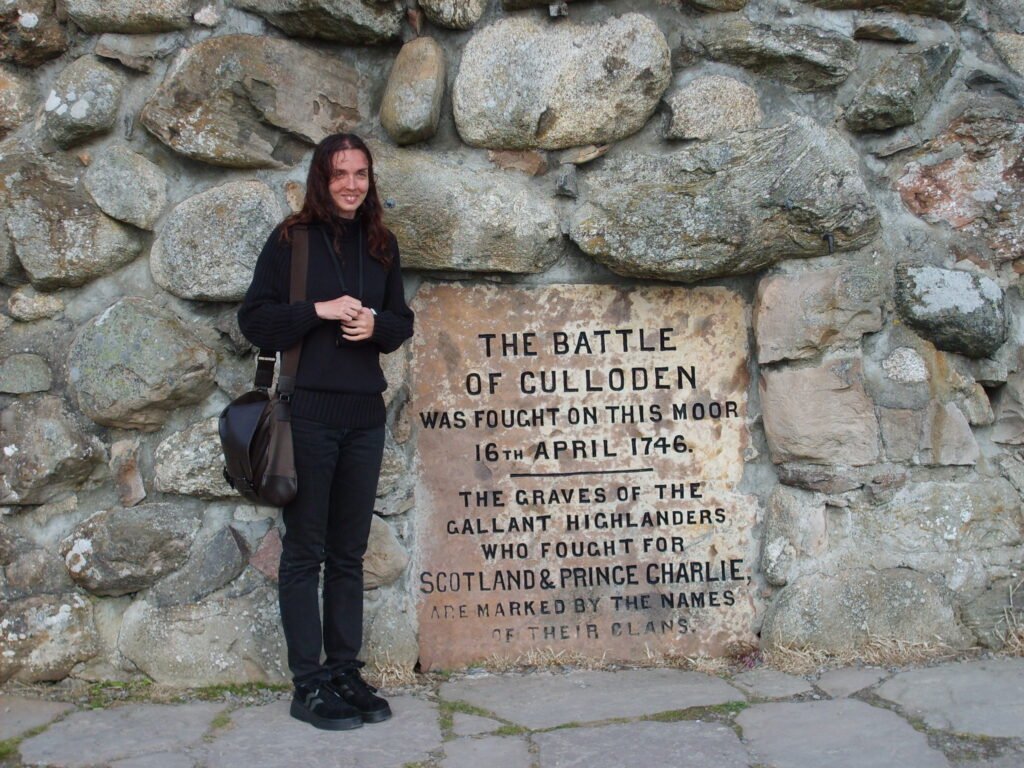 THE BATTLE
OF CULLODEN
WAS FOUGHT ON THIS MOOR
16TH APRIL 1746.
THE GRAVES OF THE
GALLANT HIGHLANDERS
WHO FOUGHT FOR
SCOTLAND & PRINCE CHARLIE,
ARE MARKED BY THE NAMES
OF THEIR CLANS.